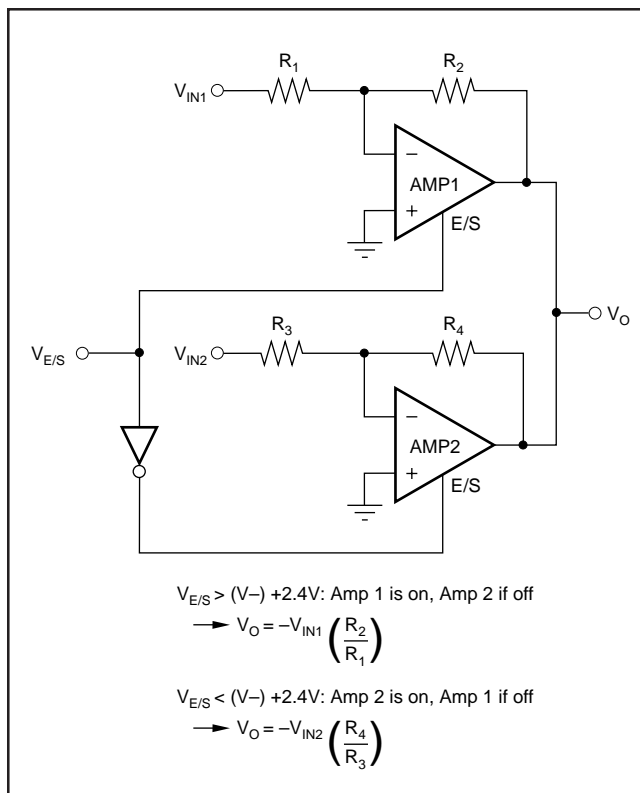 R1
R2
VIN1
–
AMP1
+
E/S
VO
R3
R4
VE/S
VIN2
–
AMP2
+
E/S
VE/S > (V–) +2.4V: Amp 1 is on, Amp 2 if off
VO = –VIN1 (R2/R1)
VE/S < (V–) +2.4V: Amp 2 is on, Amp 1 if off
VO = –VIN2 (R4/R3)